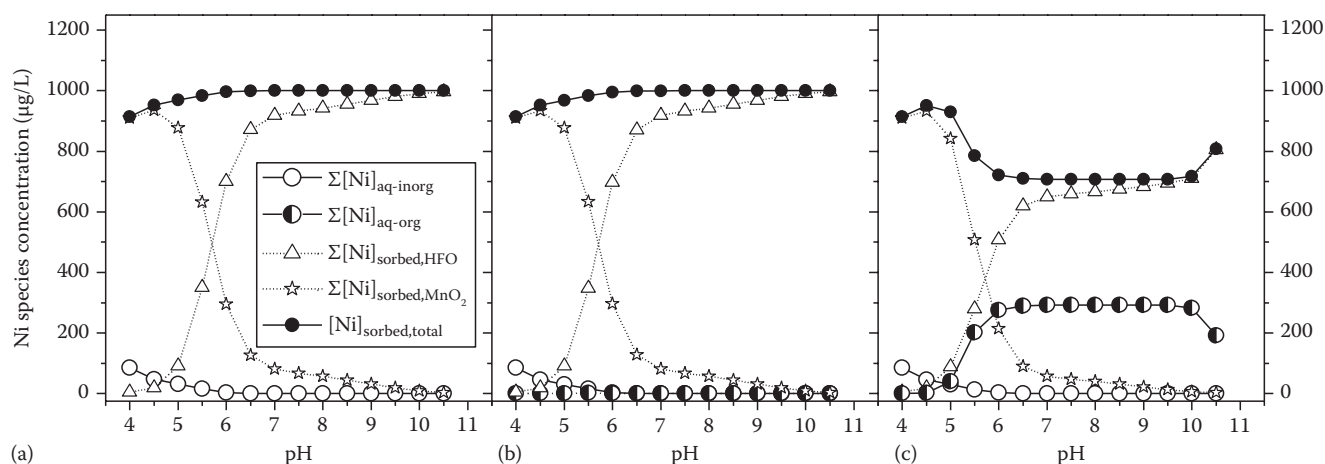 1200
1000
800
600
400
200
0
Ni species concentration (μg/L)
Σ[Ni]aq-inorg
Σ[Ni]aq-org
Σ[Ni]sorbed,HFO
Σ[Ni]sorbed,MnO₂
[Ni]sorbed,total
4 5 6 7 8 9 10 11
pH
(a)
4 5 6 7 8 9 10 11
pH
(b)
4 5 6 7 8 9 10 11
pH
(c)
1200
1000
800
600
400
200
0